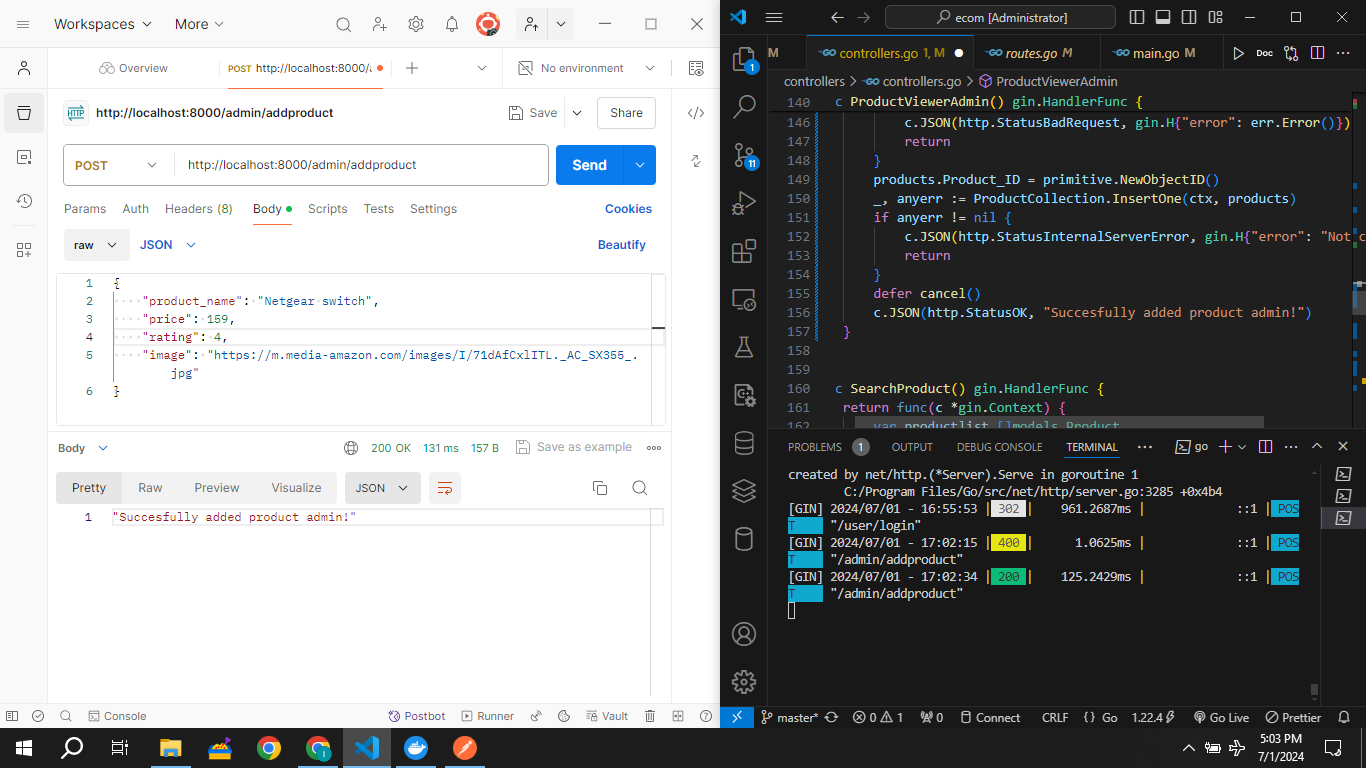 Workspaces
More
Overview
POST http://localhost:8000/a
No environment
HTTP http://localhost:8000/admin/addproduct
Save
Share
POST
http://localhost:8000/admin/addproduct
Send
Params
Auth
Headers (8)
Body
Scripts
Tests
Settings
Cookies
raw
JSON
Beautify
1 {
2 ····"product_name":·"Netgear·switch",
3 ····"price":·159,
4 ····"rating":·4,
5 ····"image":·"https://m.media-amazon.com/images/I/71dAfCxlITL._AC_SX355_.
jpg"
6 }
Body
200 OK
131 ms
157 B
Save as example
Pretty
Raw
Preview
Visualize
JSON
1 "Succesfully added product admin!"
Console
Postbot
Runner
Vault
ecom [Administrator]
M
controllers.go 1, M
routes.go M
main.go M
Doc
controllers > controllers.go > ProductViewerAdmin
1
11
140 c ProductViewerAdmin() gin.HandlerFunc {
146 c.JSON(http.StatusBadRequest, gin.H{"error": err.Error()})
147 return
148 }
149 products.Product_ID = primitive.NewObjectID()
150 _, anyerr := ProductCollection.InsertOne(ctx, products)
151 if anyerr != nil {
152 c.JSON(http.StatusInternalServerError, gin.H{"error": "Not c
153 return
154 }
155 defer cancel()
156 c.JSON(http.StatusOK, "Succesfully added product admin!")
157 }
158
159
160 c SearchProduct() gin.HandlerFunc {
161 return func(c *gin.Context) {
162 var productlist []models.Product
PROBLEMS 1
OUTPUT
DEBUG CONSOLE
TERMINAL
go
created by net/http.(*Server).Serve in goroutine 1
C:/Program Files/Go/src/net/http/server.go:3285 +0x4b4
[GIN] 2024/07/01 - 16:55:53 | 302 | 961.2687ms | ::1 | POS
T "/user/login"
[GIN] 2024/07/01 - 17:02:15 | 400 | 1.0625ms | ::1 | POS
T "/admin/addproduct"
[GIN] 2024/07/01 - 17:02:34 | 200 | 125.2429ms | ::1 | POS
T "/admin/addproduct"
master*
0 1
0
Connect
CRLF
{ } Go
1.22.4
Go Live
Prettier
5:03 PM
7/1/2024